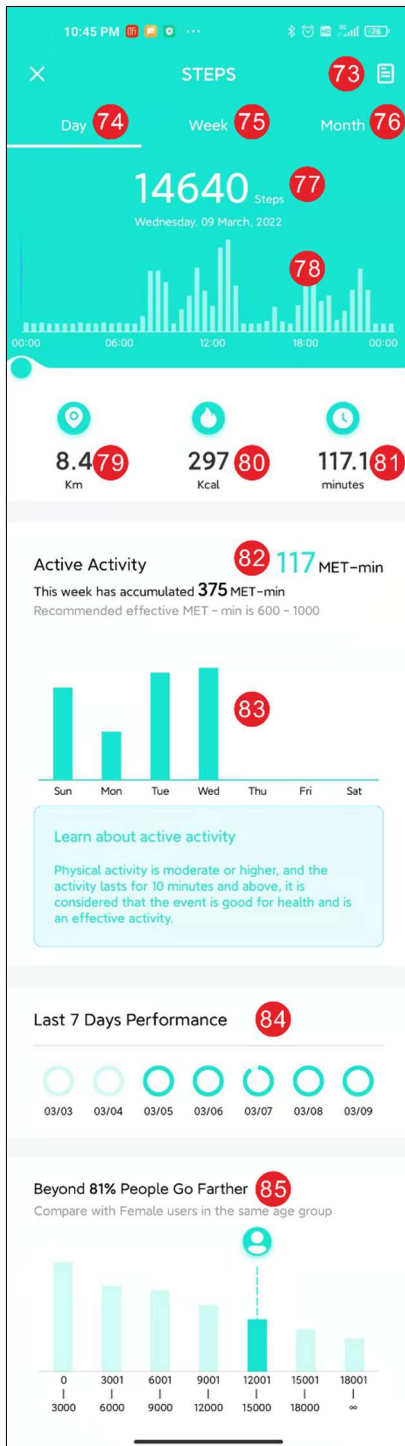 10:45 PM ... 5G 76
STEPS 73
Day 74 Week 75 Month 76
14640 Steps 77
Wednesday, 09 March, 2022
78
00:00 06:00 12:00 18:00 00:00
8.4 79 297 80 117.1 81
Km Kcal minutes
Active Activity 82 117 MET-min
This week has accumulated 375 MET-min
Recommended effective MET - min is 600 - 1000
83
Sun Mon Tue Wed Thu Fri Sat
Learn about active activity
Physical activity is moderate or higher, and the
activity lasts for 10 minutes and above, it is
considered that the event is good for health and is
an effective activity.
Last 7 Days Performance 84
03/03 03/04 03/05 03/06 03/07 03/08 03/09
Beyond 81% People Go Farther 85
Compare with Female users in the same age group
0 3001 6001 9001 12001 15001 18001
| | | | | | |
3000 6000 9000 12000 15000 18000 ∞